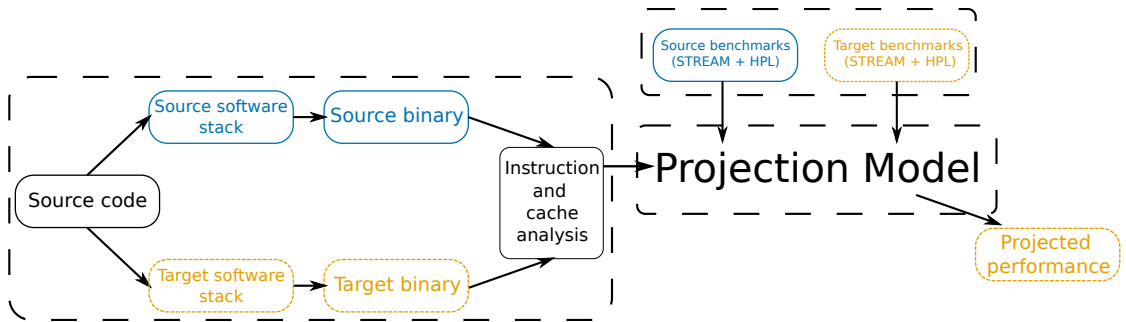 Source benchmarks
(STREAM + HPL)
Target benchmarks
(STREAM + HPL)
Source software
stack
Source binary
Source code
Instruction
and
cache
analysis
Projection Model
Target software
stack
Target binary
Projected
performance